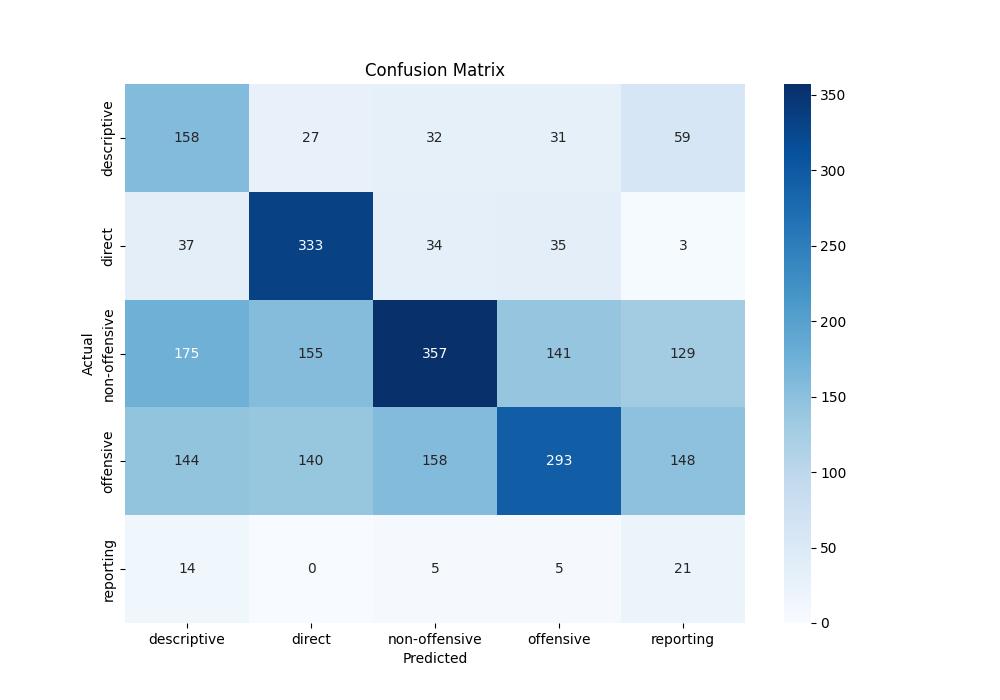 Confusion Matrix
descriptive 158 27 32 31 59
direct 37 333 34 35 3
non-offensive 175 155 357 141 129
offensive 144 140 158 293 148
reporting 14 0 5 5 21
descriptive direct non-offensive offensive reporting
Predicted
Actual
350
300
250
200
150
100
50
0